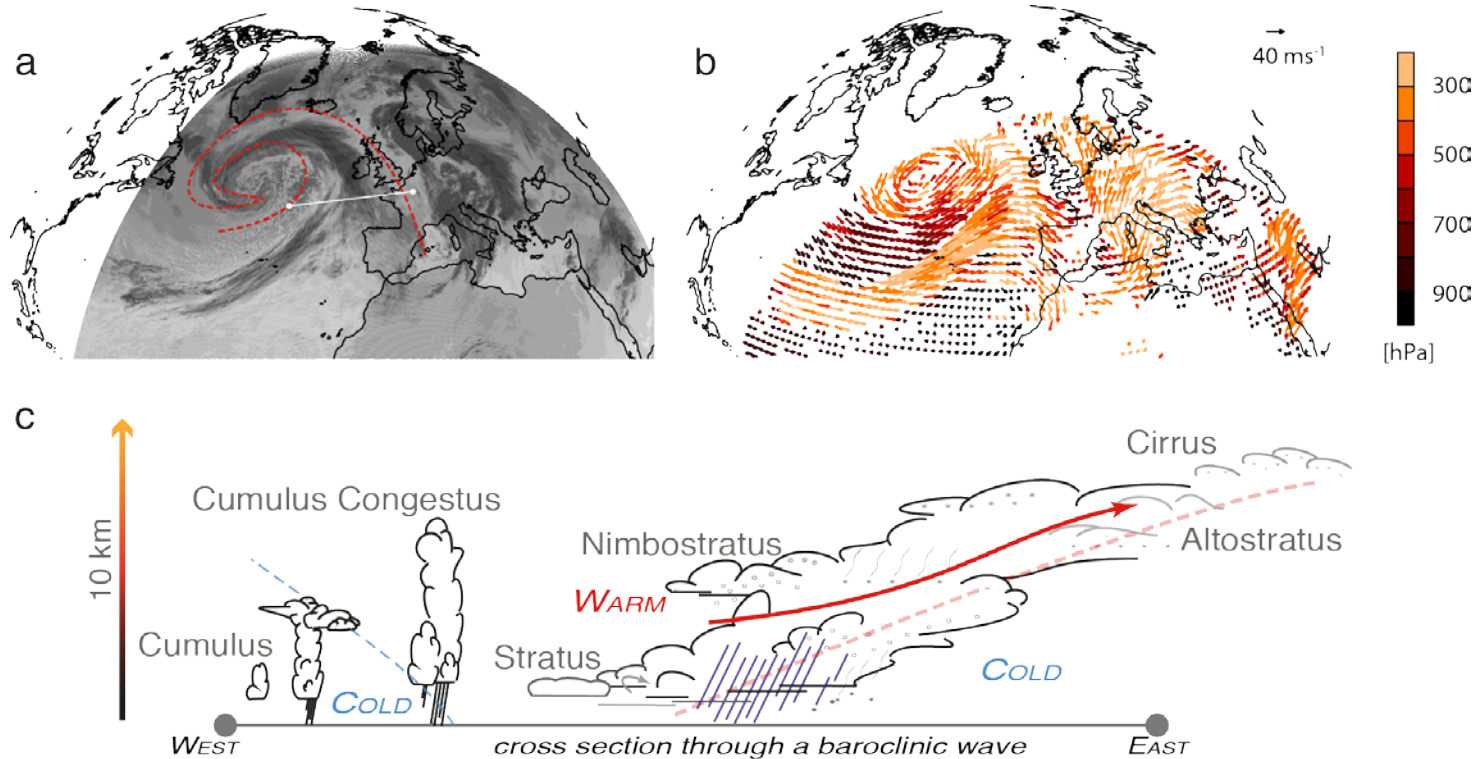 a
b
40 ms⁻¹
300
500
700
900
[hPa]
c
10 km
Cirrus
Cumulus Congestus
Nimbostratus
Altostratus
WARM
Cumulus
Stratus
COLD
COLD
WEST
cross section through a baroclinic wave
EAST